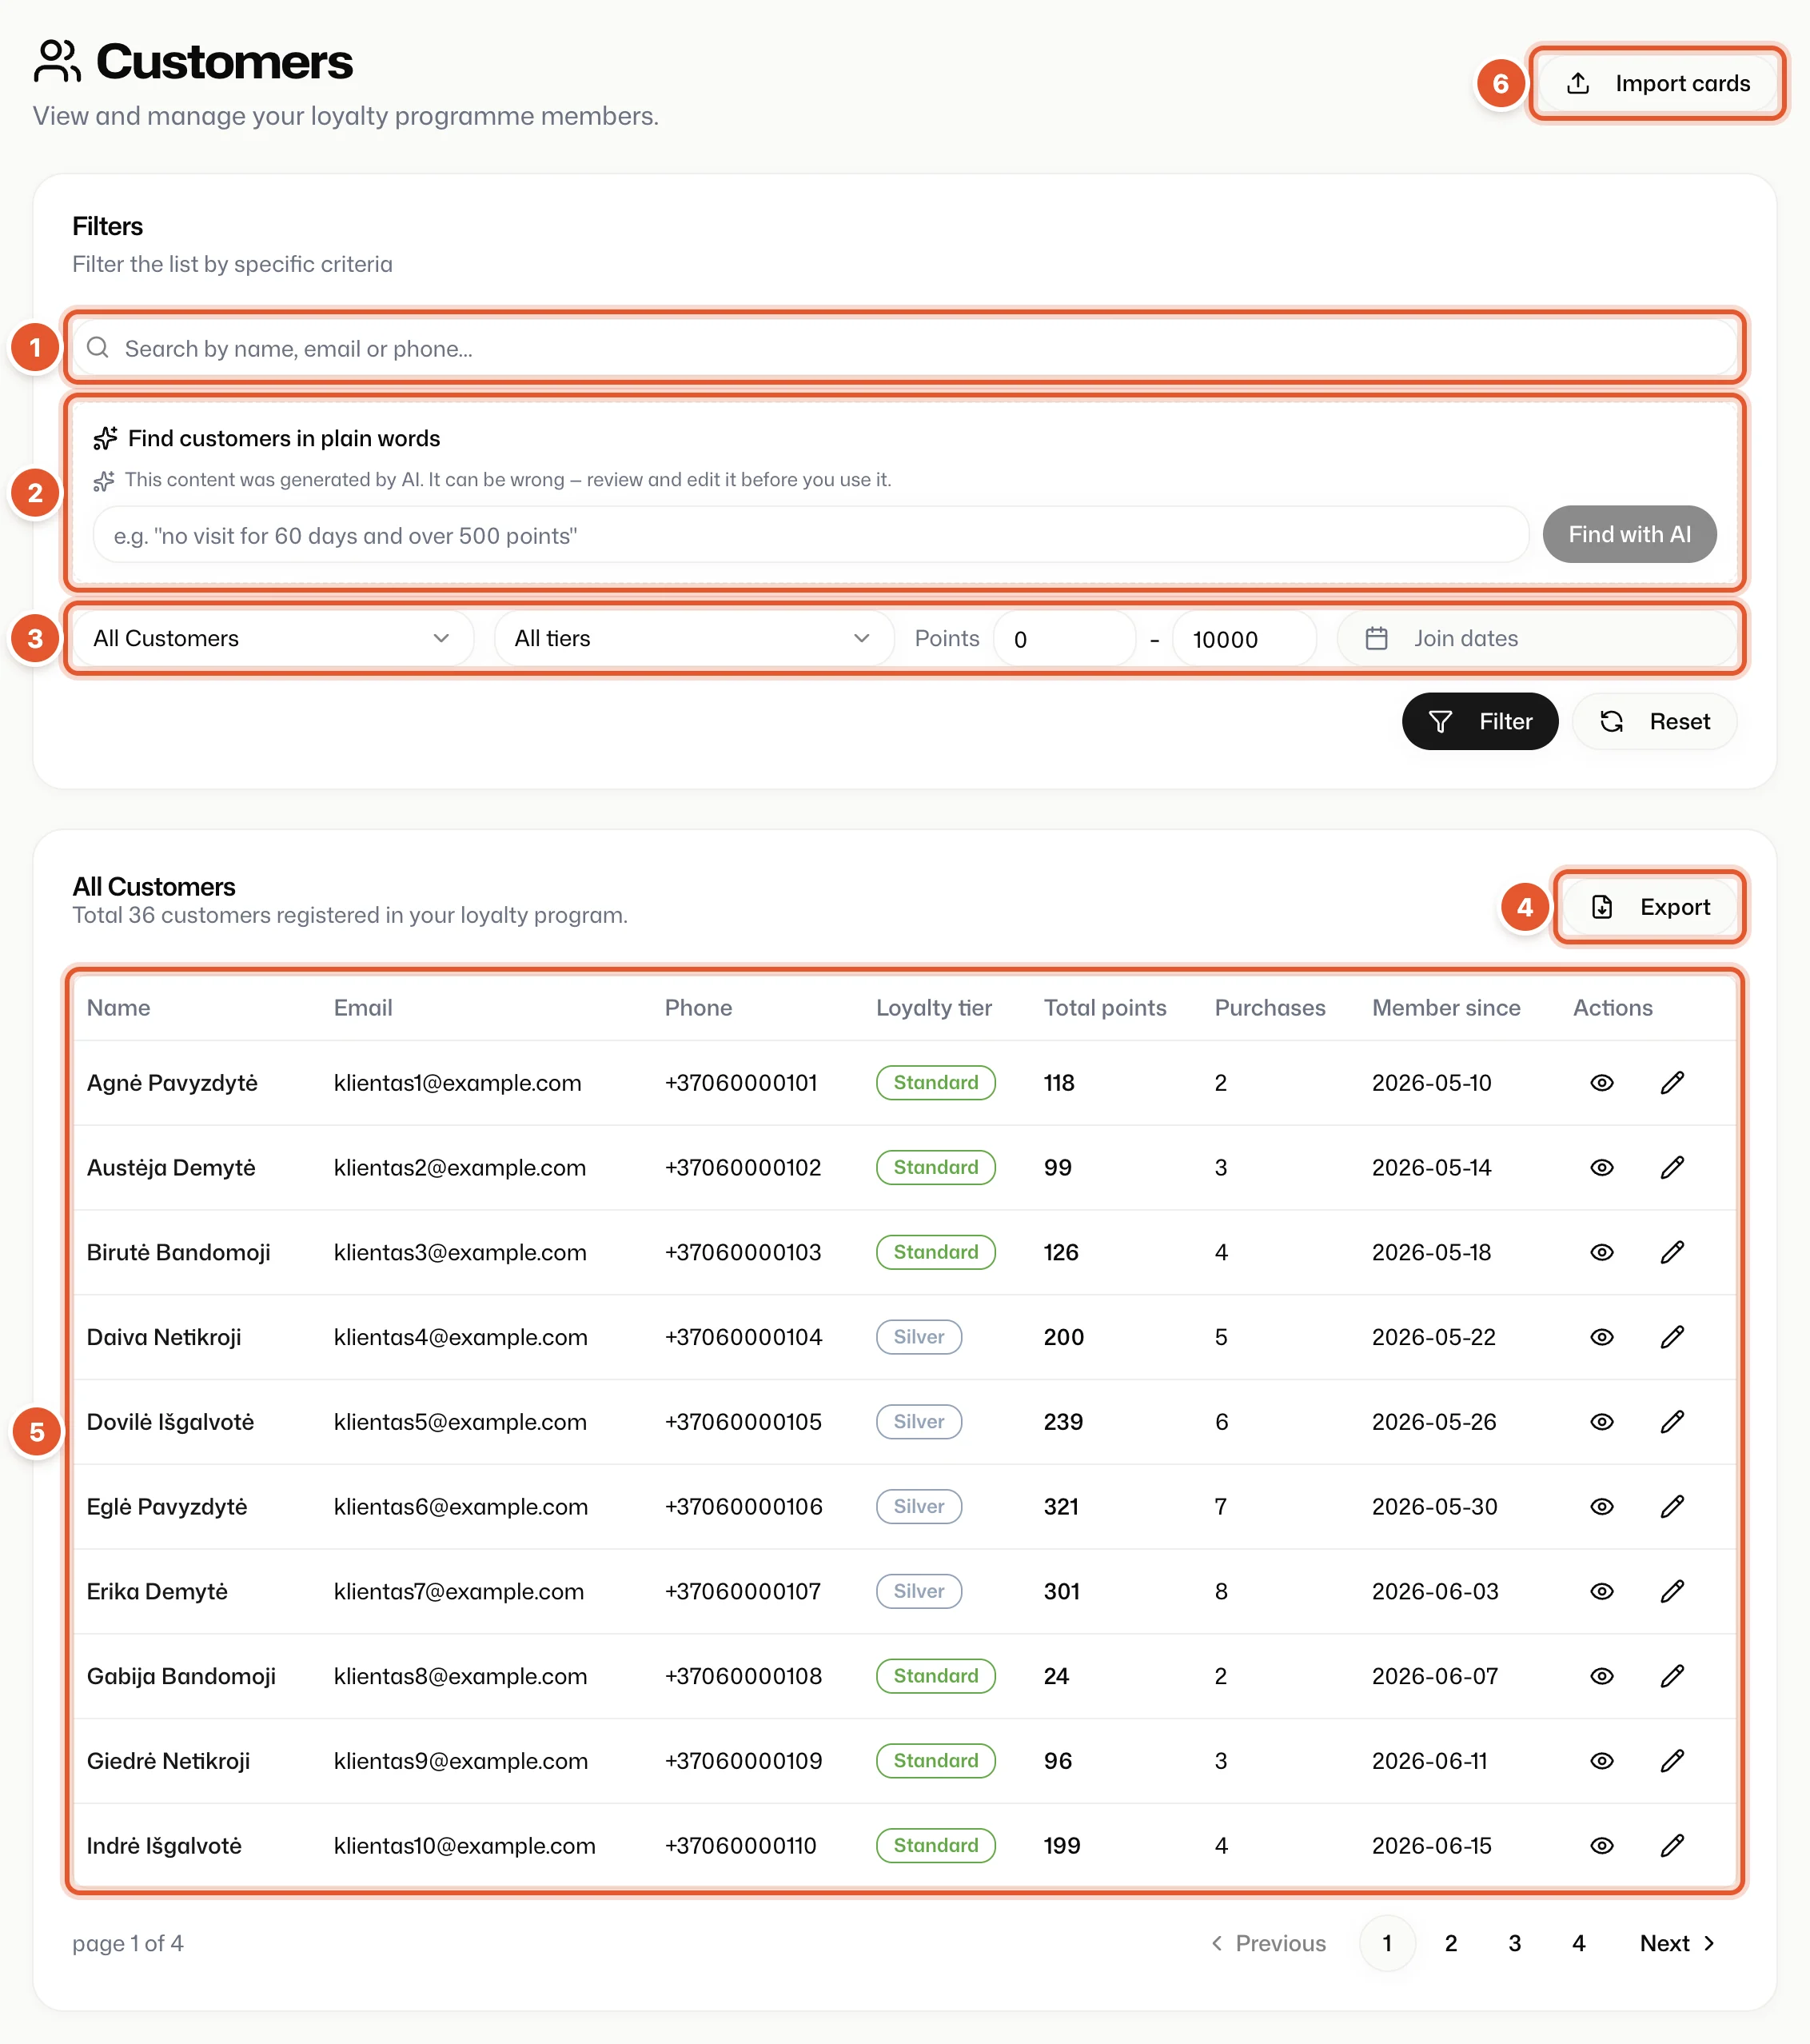 Customers
View and manage your loyalty programme members.
6
Import cards
Filters
Filter the list by specific criteria
1
Search by name, email or phone...
2
Find customers in plain words
This content was generated by AI. It can be wrong – review and edit it before you use it.
e.g. "no visit for 60 days and over 500 points"
Find with AI
3
All Customers
All tiers
Points 0 - 10000
Join dates
Filter
Reset
All Customers
Total 36 customers registered in your loyalty program.
4
Export
5
Name Email Phone Loyalty tier Total points Purchases Member since Actions
Agnė Pavyzdytė klientas1@example.com +37060000101 Standard 118 2 2026-05-10
Austėja Demytė klientas2@example.com +37060000102 Standard 99 3 2026-05-14
Birutė Bandomoji klientas3@example.com +37060000103 Standard 126 4 2026-05-18
Daiva Netikroji klientas4@example.com +37060000104 Silver 200 5 2026-05-22
Dovilė Išgalvotė klientas5@example.com +37060000105 Silver 239 6 2026-05-26
Eglė Pavyzdytė klientas6@example.com +37060000106 Silver 321 7 2026-05-30
Erika Demytė klientas7@example.com +37060000107 Silver 301 8 2026-06-03
Gabija Bandomoji klientas8@example.com +37060000108 Standard 24 2 2026-06-07
Giedrė Netikroji klientas9@example.com +37060000109 Standard 96 3 2026-06-11
Indrė Išgalvotė klientas10@example.com +37060000110 Standard 199 4 2026-06-15
page 1 of 4
Previous 1 2 3 4 Next